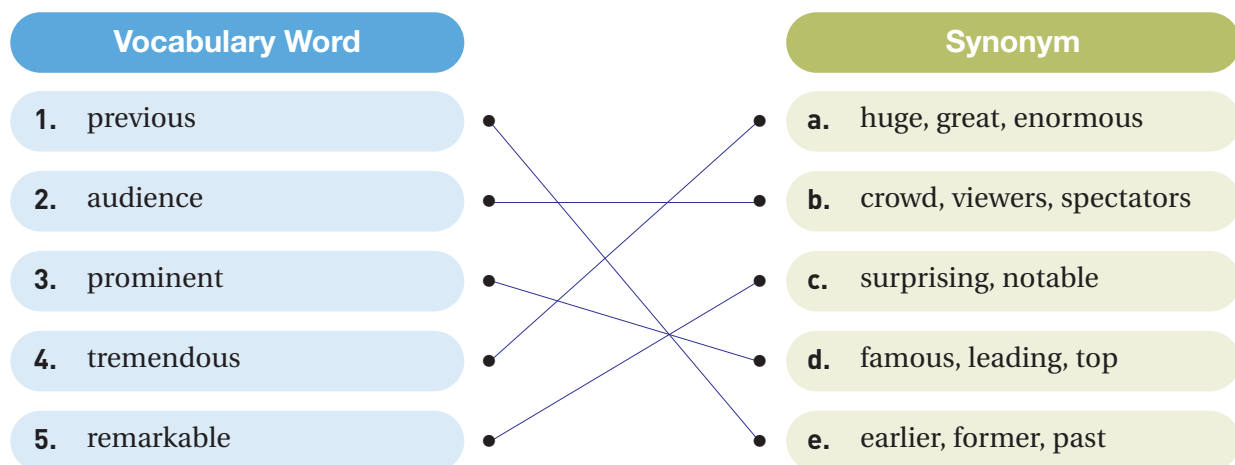 Vocabulary Word Synonym
1. previous a. huge, great, enormous
2. audience b. crowd, viewers, spectators
3. prominent c. surprising, notable
4. tremendous d. famous, leading, top
5. remarkable e. earlier, former, past